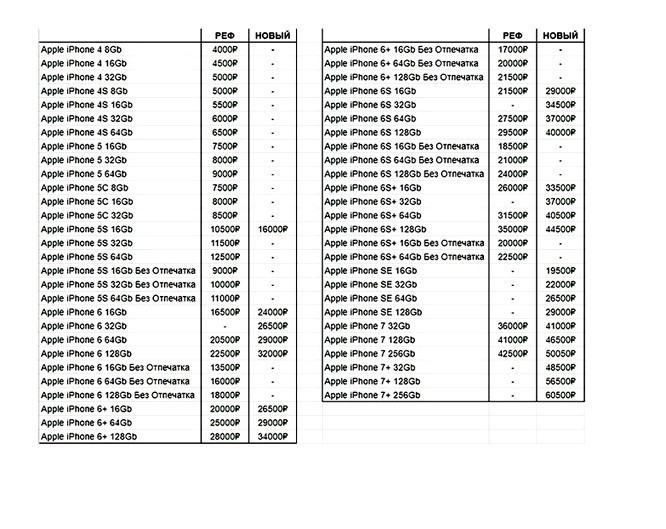 РЕФ НОВЫЙ
Apple iPhone 4 8Gb 4000₽ -
Apple iPhone 4 16Gb 4500₽ -
Apple iPhone 4 32Gb 5000₽ -
Apple iPhone 4S 8Gb 5000₽ -
Apple iPhone 4S 16Gb 5500₽ -
Apple iPhone 4S 32Gb 6000₽ -
Apple iPhone 4S 64Gb 6500₽ -
Apple iPhone 5 16Gb 7500₽ -
Apple iPhone 5 32Gb 8000₽ -
Apple iPhone 5 64Gb 9000₽ -
Apple iPhone 5C 8Gb 7500₽ -
Apple iPhone 5C 16Gb 8000₽ -
Apple iPhone 5C 32Gb 8500₽ -
Apple iPhone 5S 16Gb 10500₽ 16000₽
Apple iPhone 5S 32Gb 11500₽ -
Apple iPhone 5S 64Gb 12500₽ -
Apple iPhone 5S 16Gb Без Отпечатка 9000₽ -
Apple iPhone 5S 32Gb Без Отпечатка 10000₽ -
Apple iPhone 5S 64Gb Без Отпечатка 11000₽ -
Apple iPhone 6 16Gb 16500₽ 24000₽
Apple iPhone 6 32Gb - 26500₽
Apple iPhone 6 64Gb 20500₽ 29000₽
Apple iPhone 6 128Gb 22500₽ 32000₽
Apple iPhone 6 16Gb Без Отпечатка 13500₽ -
Apple iPhone 6 64Gb Без Отпечатка 16000₽ -
Apple iPhone 6 128Gb Без Отпечатка 18000₽ -
Apple iPhone 6+ 16Gb 20000₽ 26500₽
Apple iPhone 6+ 64Gb 25000₽ 29000₽
Apple iPhone 6+ 128Gb 28000₽ 34000₽
РЕФ НОВЫЙ
Apple iPhone 6+ 16Gb Без Отпечатка 17000₽ -
Apple iPhone 6+ 64Gb Без Отпечатка 20000₽ -
Apple iPhone 6+ 128Gb Без Отпечатка 21500₽ -
Apple iPhone 6S 16Gb 21500₽ 29000₽
Apple iPhone 6S 32Gb - 34500₽
Apple iPhone 6S 64Gb 27500₽ 37000₽
Apple iPhone 6S 128Gb 29500₽ 40000₽
Apple iPhone 6S 16Gb Без Отпечатка 18500₽ -
Apple iPhone 6S 64Gb Без Отпечатка 21000₽ -
Apple iPhone 6S 128Gb Без Отпечатка 24000₽ -
Apple iPhone 6S+ 16Gb 26000₽ 33500₽
Apple iPhone 6S+ 32Gb - 37000₽
Apple iPhone 6S+ 64Gb 31500₽ 40500₽
Apple iPhone 6S+ 128Gb 35000₽ 44500₽
Apple iPhone 6S+ 16Gb Без Отпечатка 20000₽ -
Apple iPhone 6S+ 64Gb Без Отпечатка 22500₽ -
Apple iPhone SE 16Gb - 19500₽
Apple iPhone SE 32Gb - 22000₽
Apple iPhone SE 64Gb - 26500₽
Apple iPhone SE 128Gb - 29000₽
Apple iPhone 7 32Gb 36000₽ 41000₽
Apple iPhone 7 128Gb 41000₽ 46500₽
Apple iPhone 7 256Gb 42500₽ 50050₽
Apple iPhone 7+ 32Gb - 48500₽
Apple iPhone 7+ 128Gb - 56500₽
Apple iPhone 7+ 256Gb - 60500₽